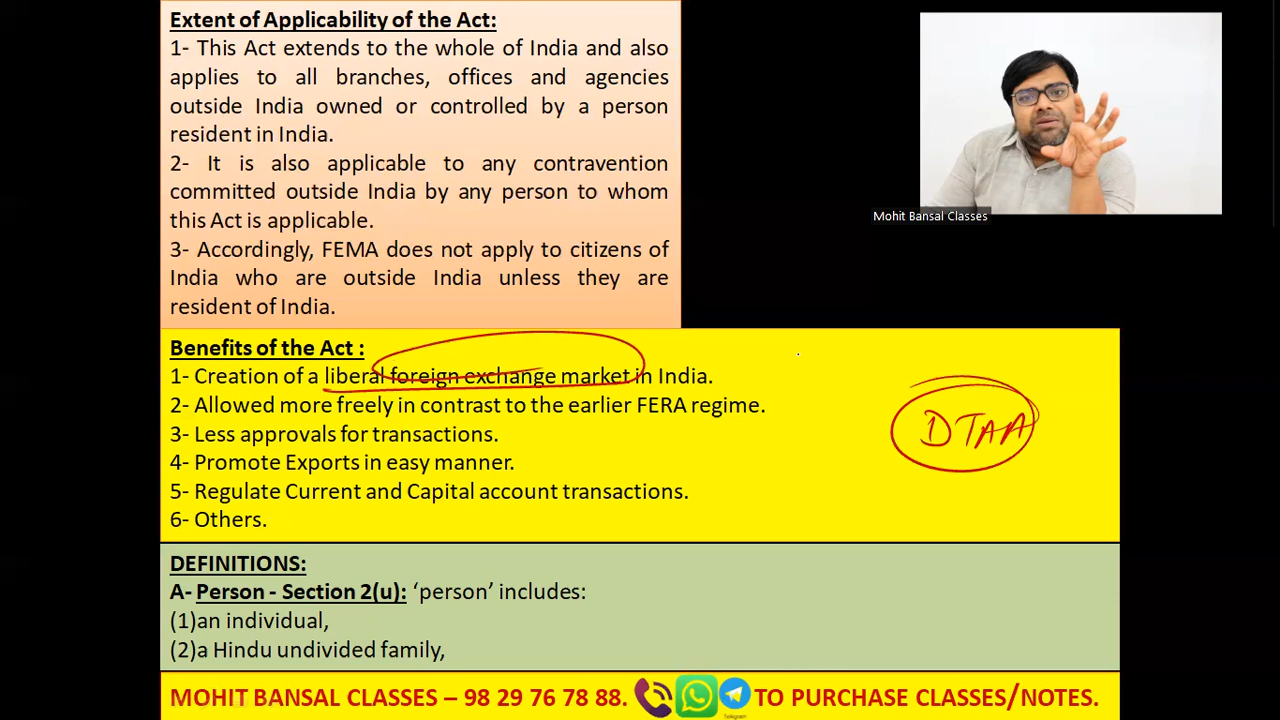 Extent of Applicability of the Act:
1- This Act extends to the whole of India and also
applies to all branches, offices and agencies
outside India owned or controlled by a person
resident in India.
2- It is also applicable to any contravention
committed outside India by any person to whom
this Act is applicable.
3- Accordingly, FEMA does not apply to citizens of
India who are outside India unless they are
resident of India.
Mohit Bansal Classes
Benefits of the Act :
1- Creation of a liberal foreign exchange market in India.
2- Allowed more freely in contrast to the earlier FERA regime.
3- Less approvals for transactions.
4- Promote Exports in easy manner.
5- Regulate Current and Capital account transactions.
6- Others.
DTAA
DEFINITIONS:
A- Person - Section 2(u): ‘person’ includes:
(1)an individual,
(2)a Hindu undivided family,
MOHIT BANSAL CLASSES – 98 29 76 78 88. TO PURCHASE CLASSES/NOTES.
Telegram